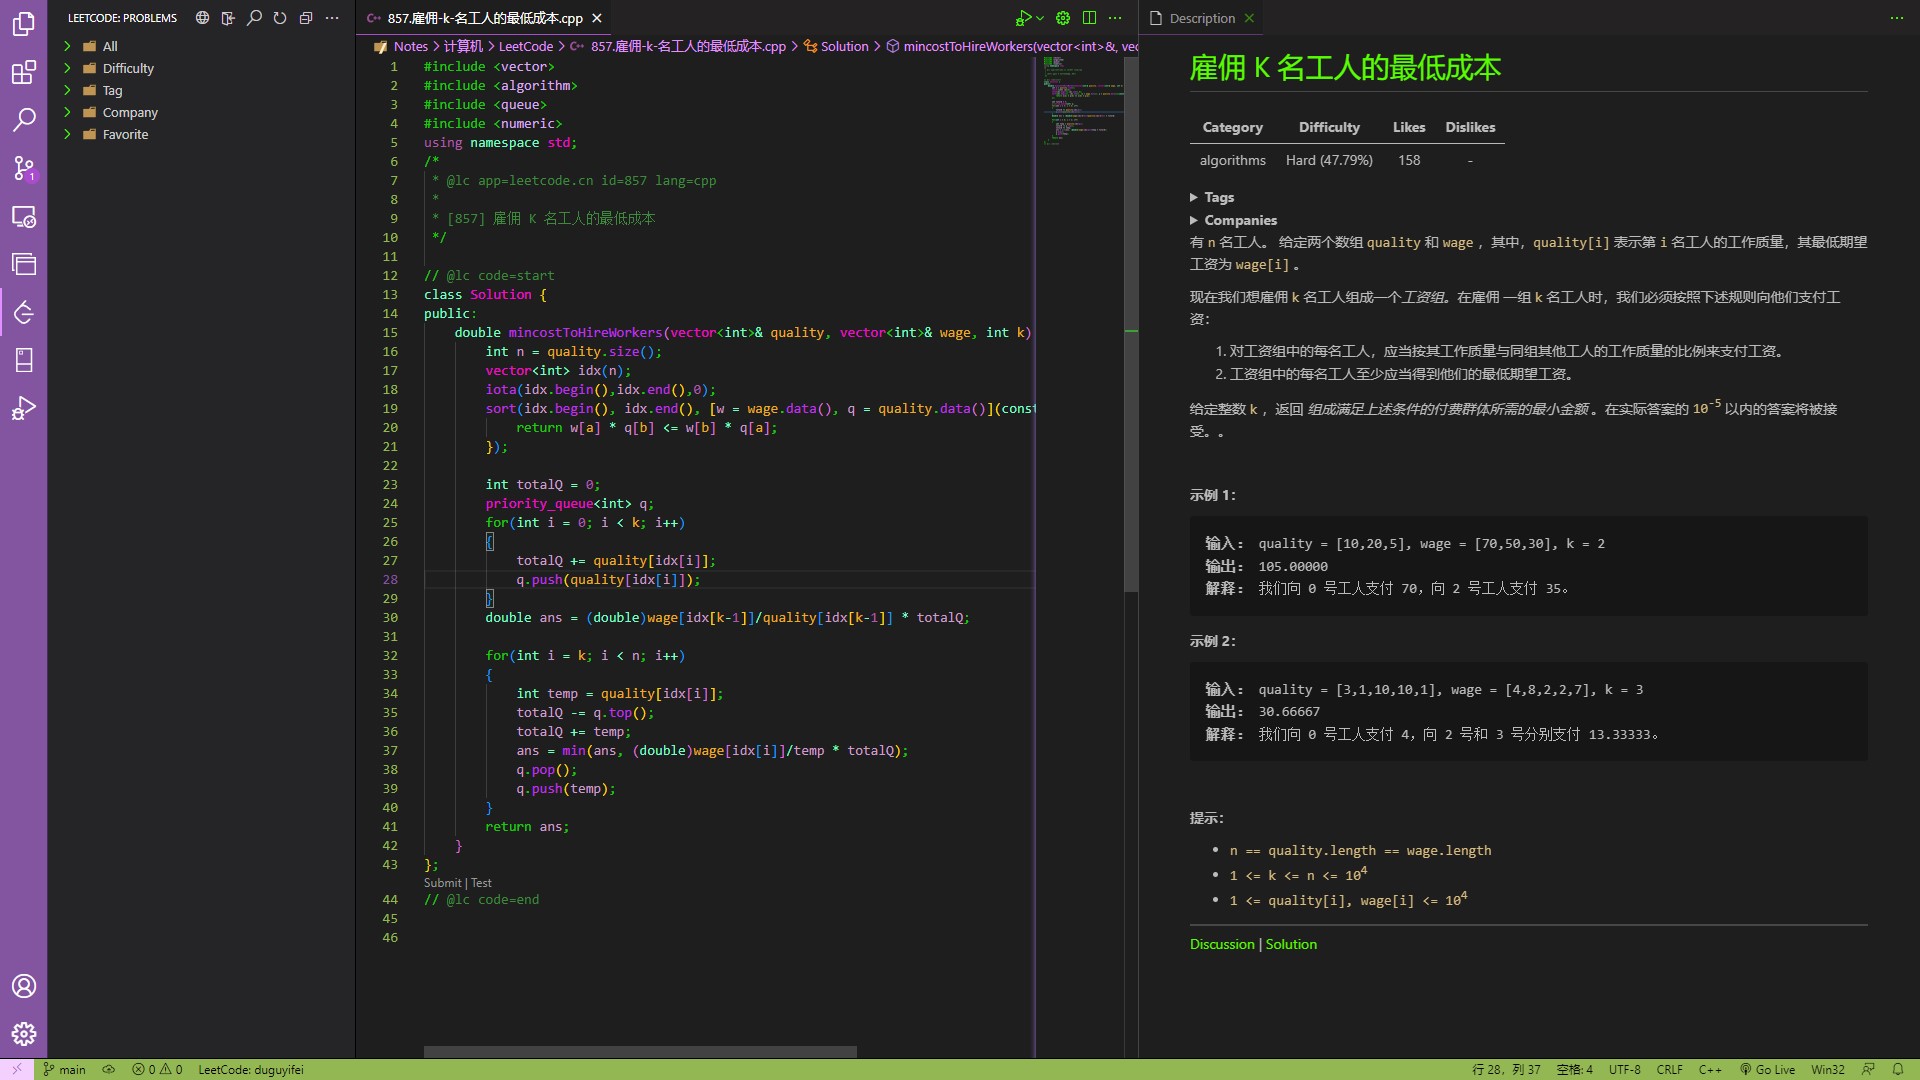 LEETCODE: PROBLEMS
All
Difficulty
Tag
Company
Favorite
1
857.雇佣-k-名工人的最低成本.cpp
Notes > 计算机 > LeetCode > 857.雇佣-k-名工人的最低成本.cpp > Solution > mincostToHireWorkers(vector<int>&, vec
1 #include <vector>
2 #include <algorithm>
3 #include <queue>
4 #include <numeric>
5 using namespace std;
6 /*
7  * @lc app=leetcode.cn id=857 lang=cpp
8  *
9  * [857] 雇佣 K 名工人的最低成本
10  */
11
12 // @lc code=start
13 class Solution {
14 public:
15     double mincostToHireWorkers(vector<int>& quality, vector<int>& wage, int k)
16         int n = quality.size();
17         vector<int> idx(n);
18         iota(idx.begin(),idx.end(),0);
19         sort(idx.begin(), idx.end(), [w = wage.data(), q = quality.data()](const
20             return w[a] * q[b] <= w[b] * q[a];
21         });
22
23         int totalQ = 0;
24         priority_queue<int> q;
25         for(int i = 0; i < k; i++)
26         {
27             totalQ += quality[idx[i]];
28             q.push(quality[idx[i]]);
29         }
30         double ans = (double)wage[idx[k-1]]/quality[idx[k-1]] * totalQ;
31
32         for(int i = k; i < n; i++)
33         {
34             int temp = quality[idx[i]];
35             totalQ -= q.top();
36             totalQ += temp;
37             ans = min(ans, (double)wage[idx[i]]/temp * totalQ);
38             q.pop();
39             q.push(temp);
40         }
41         return ans;
42     }
43 };
Submit | Test
44 // @lc code=end
45
46
Description
雇佣 K 名工人的最低成本
Category Difficulty Likes Dislikes
algorithms Hard (47.79%) 158 -
Tags
Companies
有 n 名工人。 给定两个数组 quality 和 wage ，其中，quality[i] 表示第 i 名工人的工作质量，其最低期望
工资为 wage[i] 。
现在我们想雇佣 k 名工人组成一个工资组。在雇佣 一组 k 名工人时，我们必须按照下述规则向他们支付工
资：
1. 对工资组中的每名工人，应当按其工作质量与同组其他工人的工作质量的比例来支付工资。
2. 工资组中的每名工人至少应当得到他们的最低期望工资。
给定整数 k ，返回 组成满足上述条件的付费群体所需的最小金额 。在实际答案的 10^-5 以内的答案将被接
受。。
示例 1：
输入： quality = [10,20,5], wage = [70,50,30], k = 2
输出： 105.00000
解释： 我们向 0 号工人支付 70，向 2 号工人支付 35。
示例 2：
输入： quality = [3,1,10,10,1], wage = [4,8,2,2,7], k = 3
输出： 30.66667
解释： 我们向 0 号工人支付 4，向 2 号和 3 号分别支付 13.33333。
提示：
• n == quality.length == wage.length
• 1 <= k <= n <= 10^4
• 1 <= quality[i], wage[i] <= 10^4
Discussion | Solution
main 0 0 LeetCode: duguyifei 行 28，列 37 空格: 4 UTF-8 CRLF C++ Go Live Win32